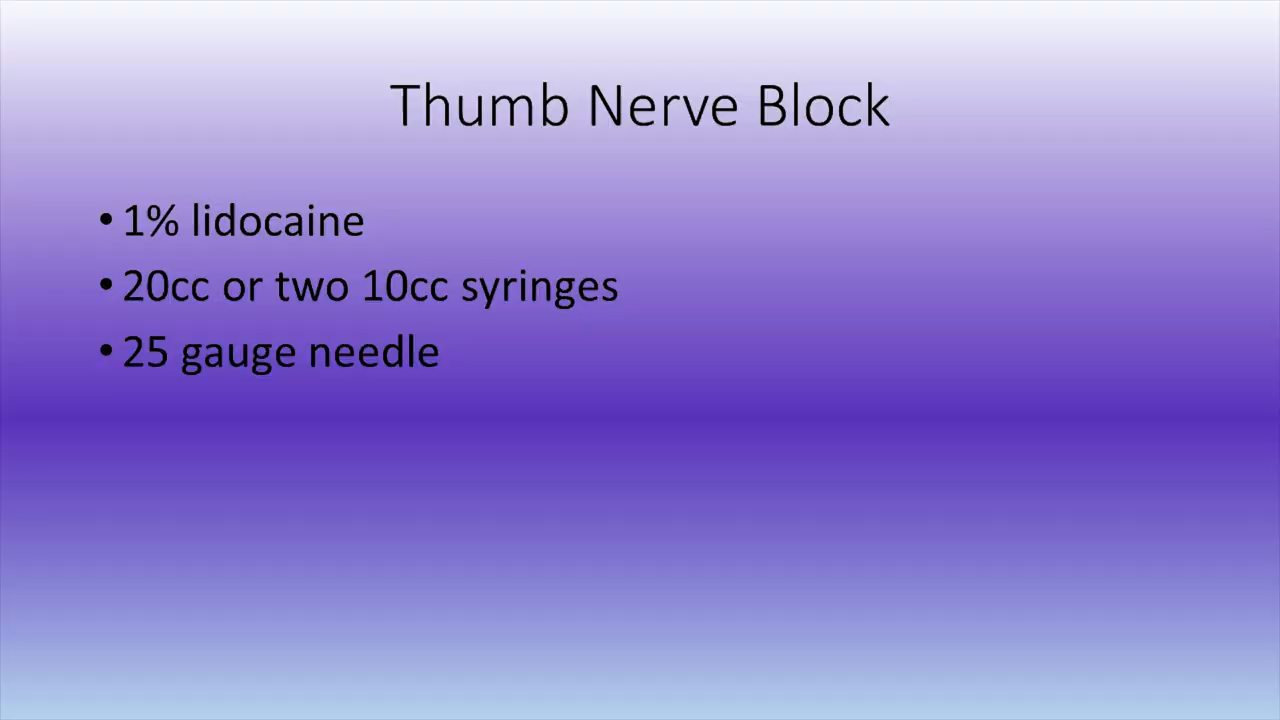 Thumb Nerve Block
• 1% lidocaine
• 20cc or two 10cc syringes
• 25 gauge needle